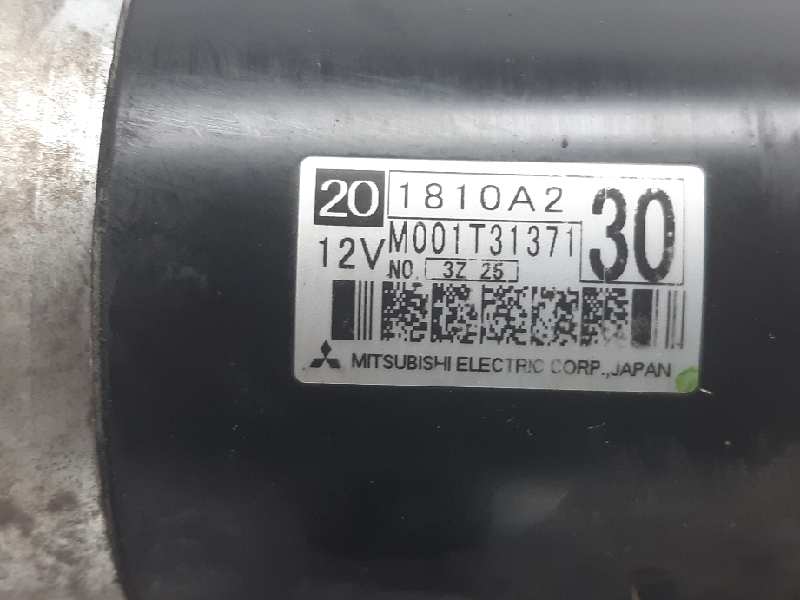 20 1810A2 30
12V M001T31371
NO. 3Z 25
MITSUBISHI ELECTRIC CORP.,JAPAN